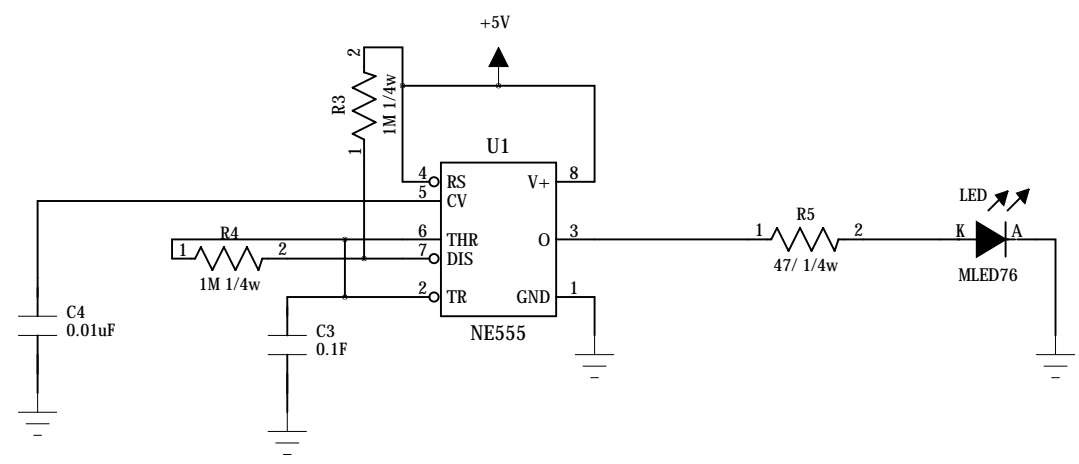 +5V
2
R3
1M 1/4w
1
U1
4
RS
V+
8
5
CV
LED
R5
R4
6
THR
O
3
1
2
K
A
1
2
7
DIS
1M 1/4w
47/ 1/4w
MLED76
2
TR
GND
1
C4
0.01uF
C3
0.1F
NE555